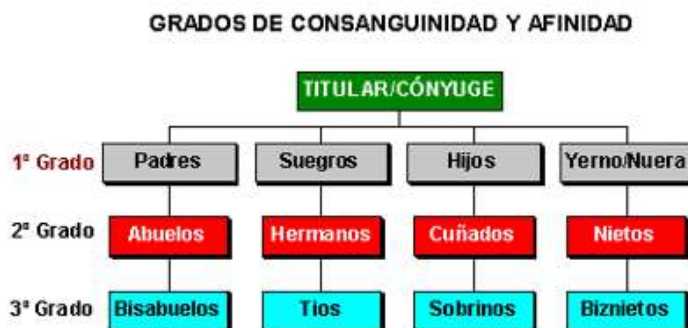 GRADOS DE CONSANGUINIDAD Y AFINIDAD
TITULAR/CÓNYUGE
1º Grado Padres Suegros Hijos Yerno/Nuera
2º Grado Abuelos Hermanos Cuñados Nietos
3º Grado Bisabuelos Tios Sobrinos Biznietos